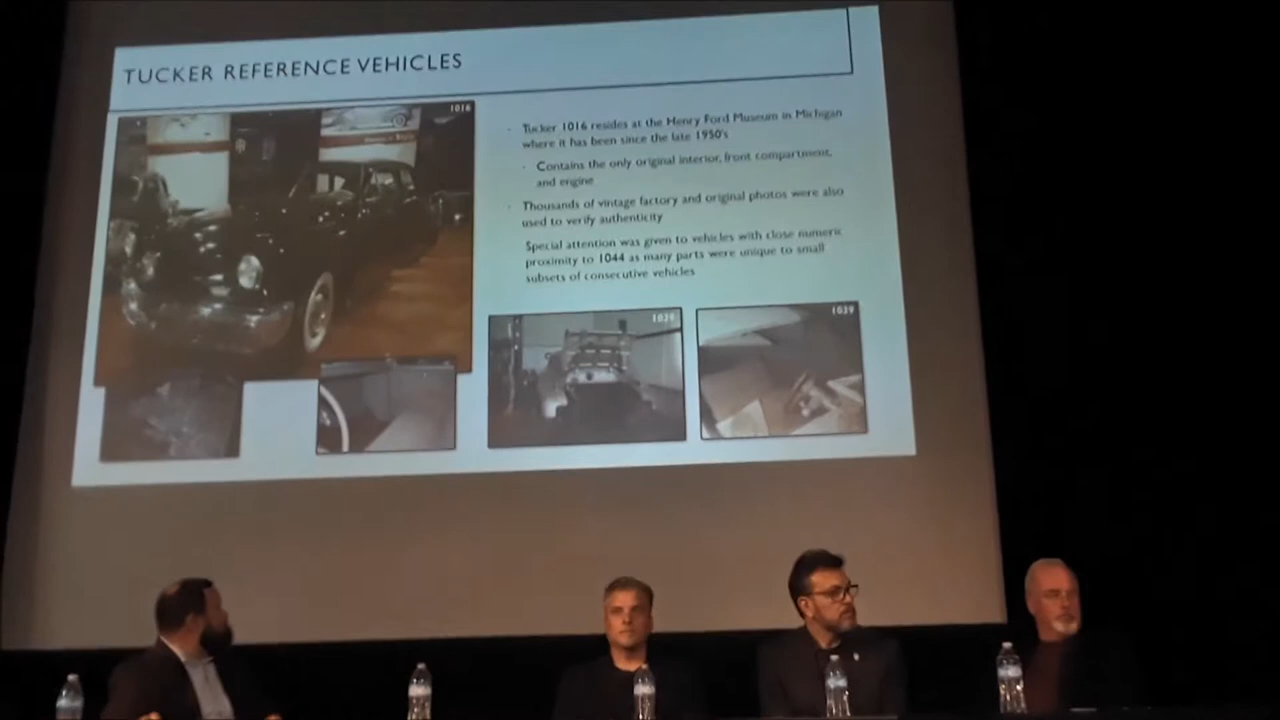 TUCKER REFERENCE VEHICLES
1016
Tucker 1016 resides at the Henry Ford Museum in Michigan
where it has been since the late 1950's
Contains the only original interior, front compartment,
and engine
Thousands of vintage factory and original photos were also
used to verify authenticity
Special attention was given to vehicles with close numeric
proximity to 1044 as many parts were unique to small
subsets of consecutive vehicles
1039
1039